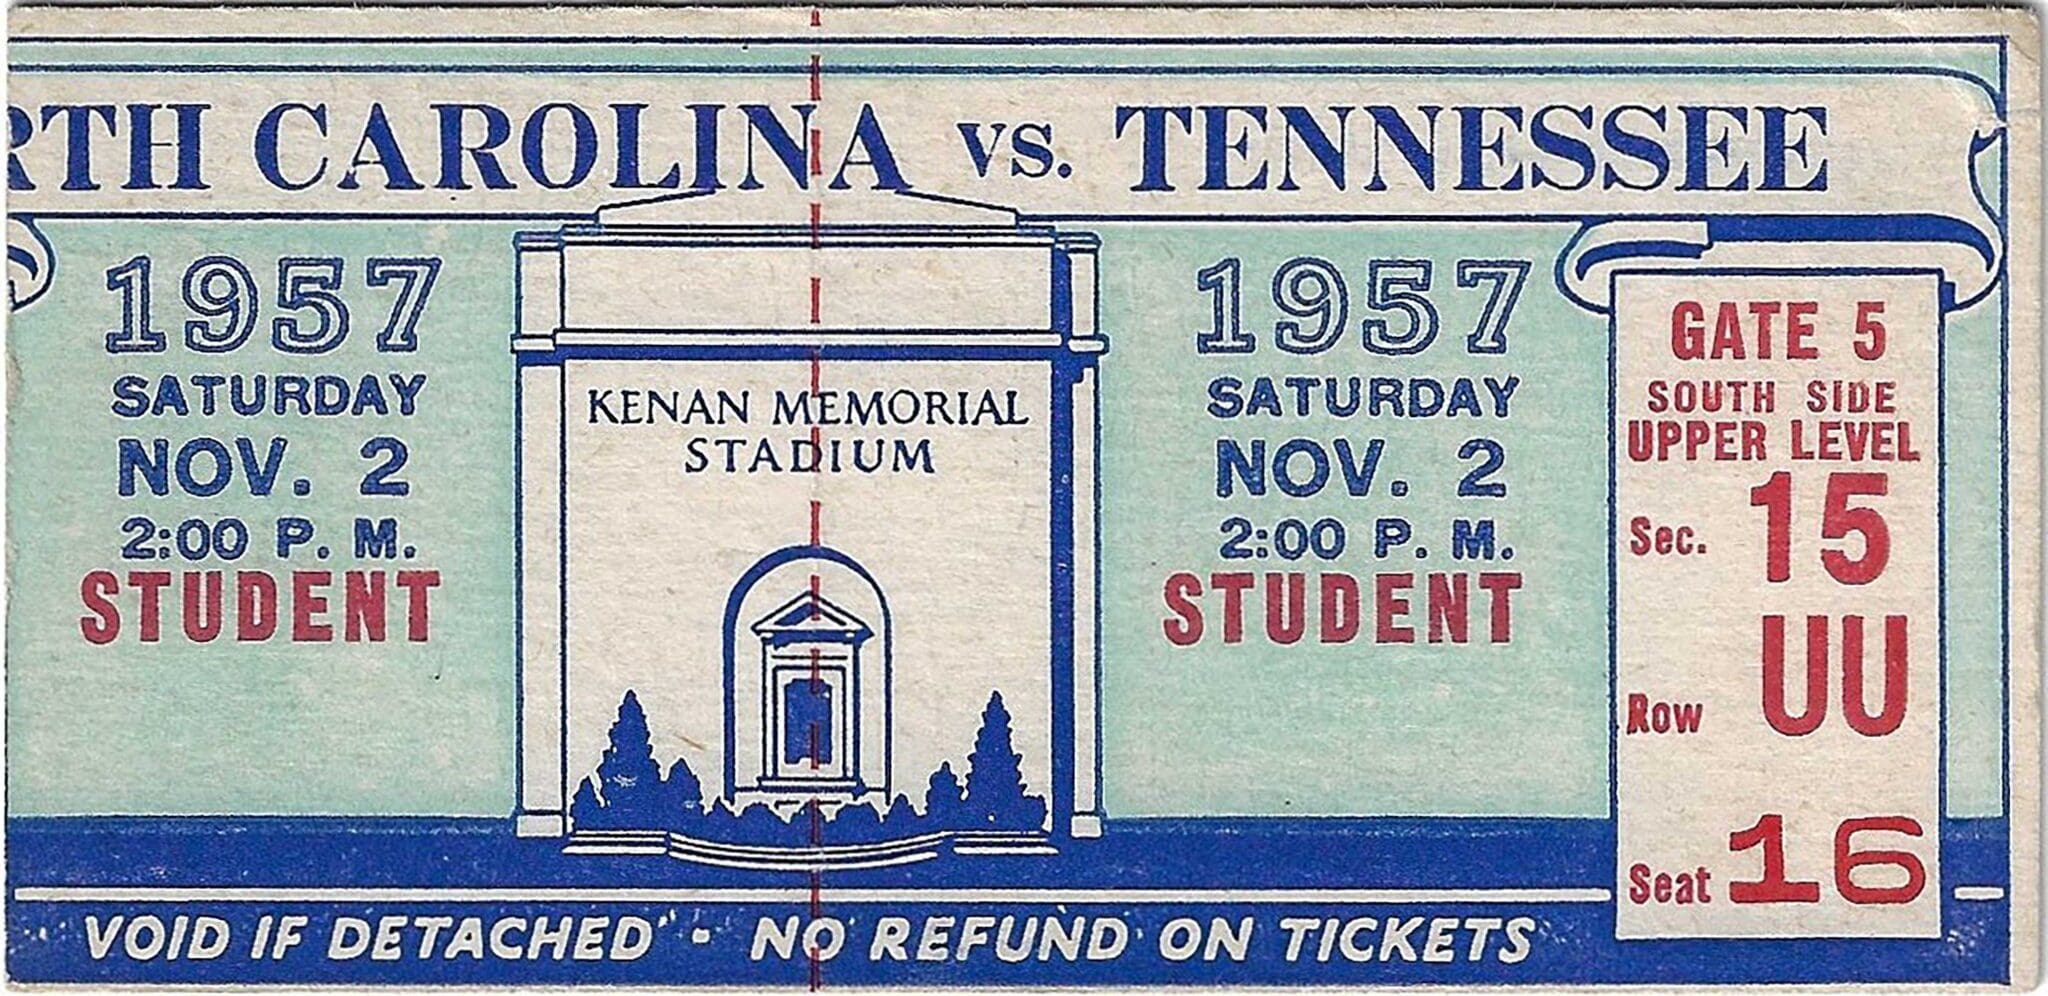 RTH CAROLINA vs. TENNESSEE
1957
SATURDAY
NOV. 2
2:00 P. M.
STUDENT
KENAN MEMORIAL
STADIUM
1957
SATURDAY
NOV. 2
2:00 P. M.
STUDENT
GATE 5
SOUTH SIDE
UPPER LEVEL
Sec. 15
Row UU
Seat 16
VOID IF DETACHED - NO REFUND ON TICKETS